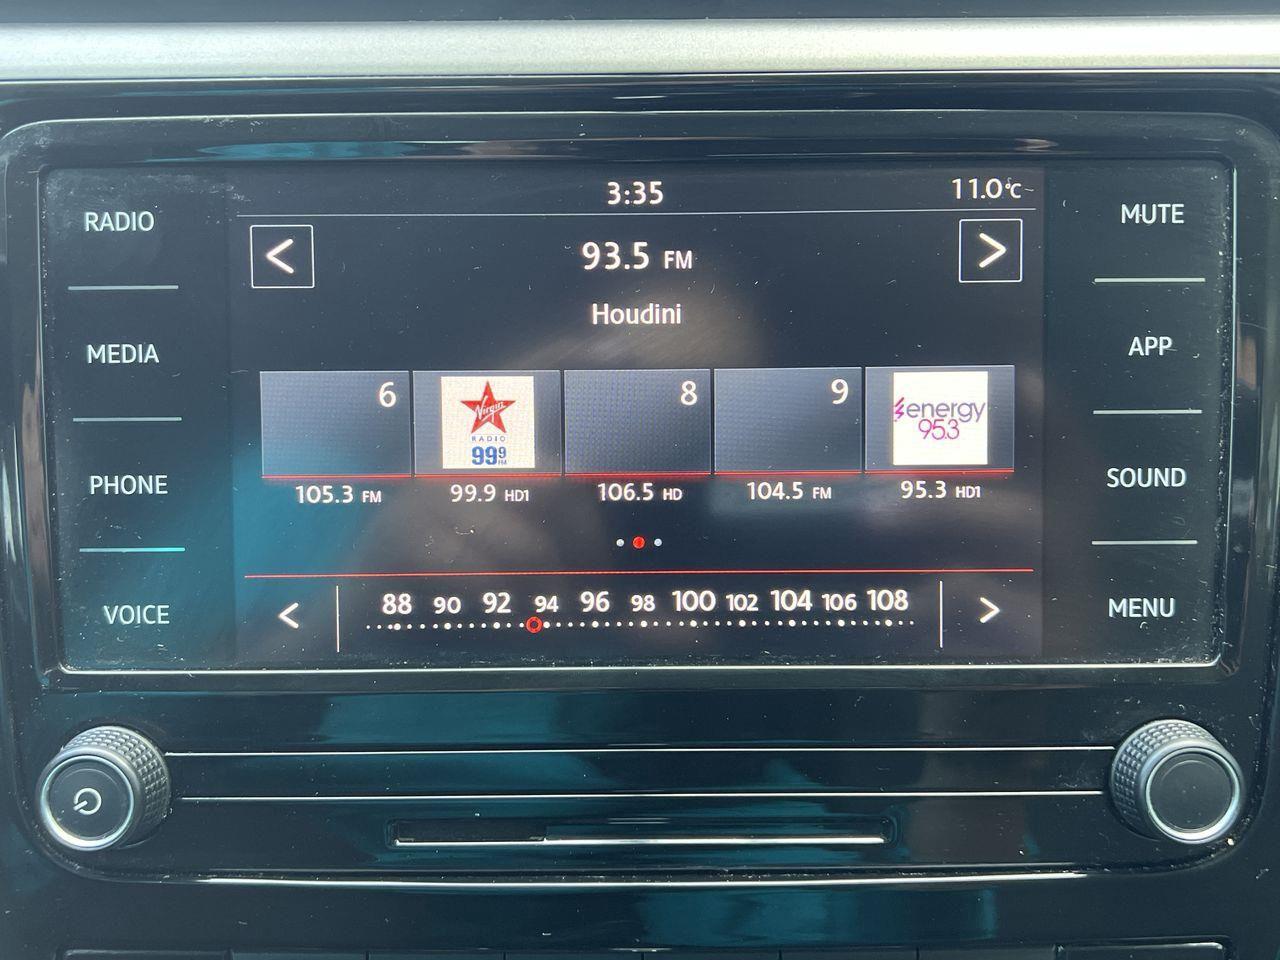 3:35
11.0°C
RADIO
MUTE
<
93.5 FM
>
Houdini
MEDIA
APP
6
Virgin
RADIO
99.9 FM
8
9
energy
95.3
PHONE
SOUND
105.3 FM
99.9 HD1
106.5 HD
104.5 FM
95.3 HD1
VOICE
MENU
<
88 90 92 94 96 98 100 102 104 106 108
>